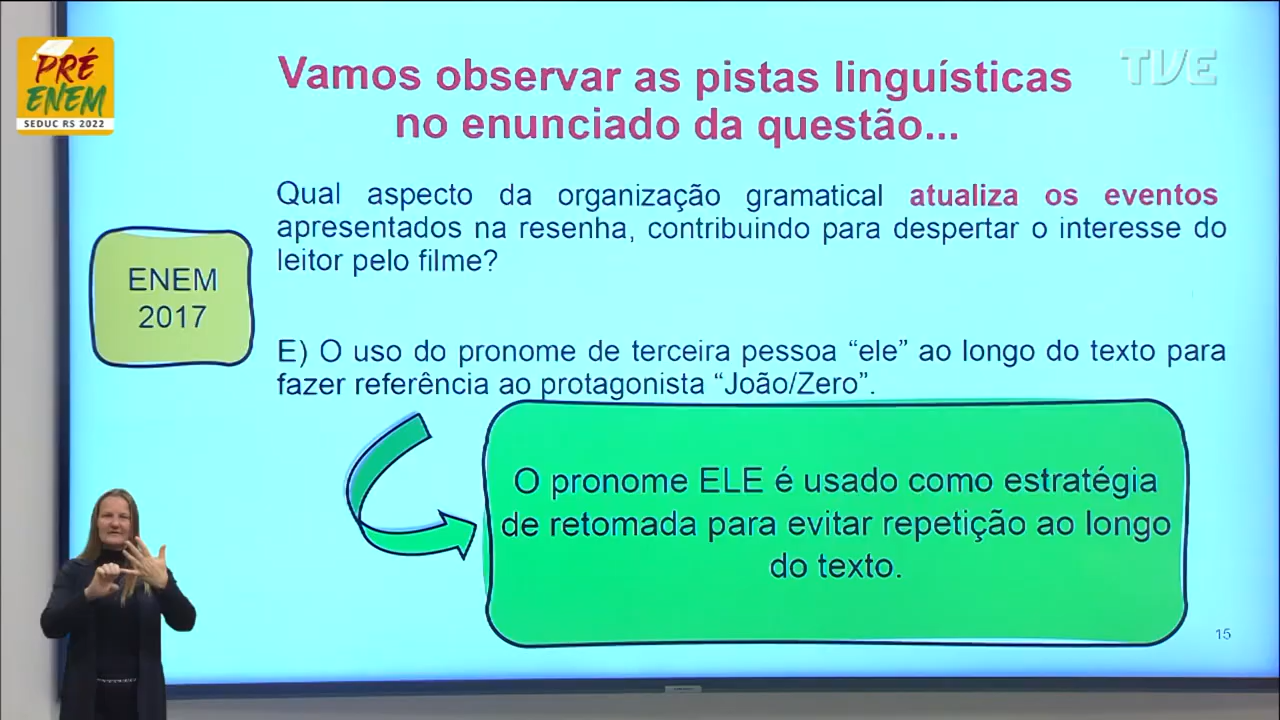 PRÉ
ENEM
SEDUC RS 2022
TVE
Vamos observar as pistas linguísticas
no enunciado da questão...
Qual aspecto da organização gramatical atualiza os eventos
apresentados na resenha, contribuindo para despertar o interesse do
leitor pelo filme?
ENEM
2017
E) O uso do pronome de terceira pessoa “ele” ao longo do texto para
fazer referência ao protagonista “João/Zero”.
O pronome ELE é usado como estratégia
de retomada para evitar repetição ao longo
do texto.
15